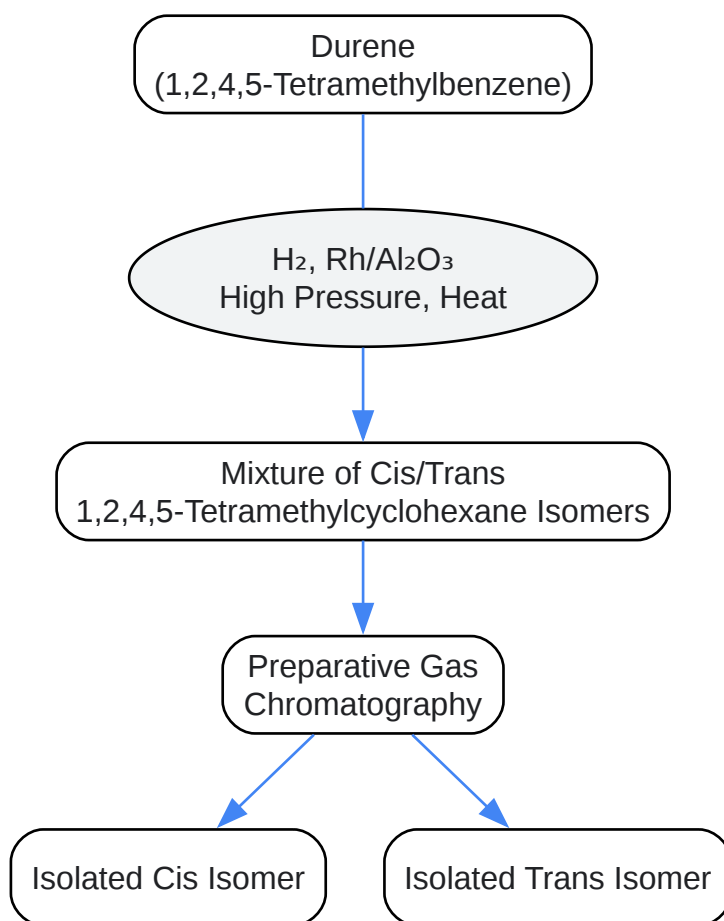 Durene
(1,2,4,5-Tetramethylbenzene)
H₂, Rh/Al₂O₃
High Pressure, Heat
Mixture of Cis/Trans
1,2,4,5-Tetramethylcyclohexane Isomers
Preparative Gas
Chromatography
Isolated Cis Isomer
Isolated Trans Isomer